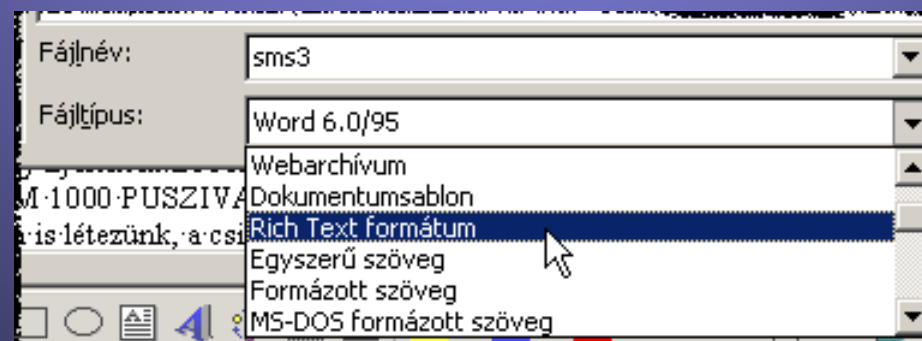 Fájlnév:
sms3
Fájltípus:
Word 6.0/95
Webarchívum
M·1000·PUSZIVA
Dokumentumsablon
is·létezünk,·a·csi
Rich Text formátum
Egyszerű szöveg
Formázott szöveg
MS-DOS formázott szöveg